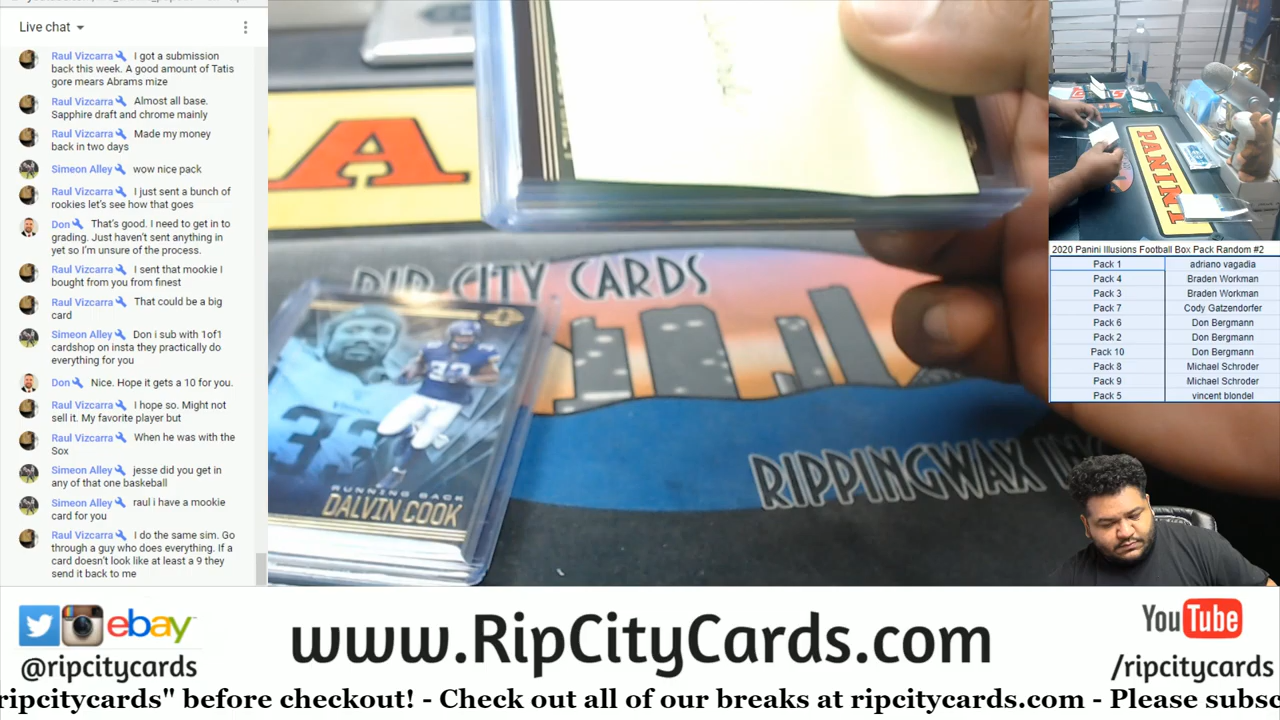 Live chat
Raul Vizcarra I got a submission
back this week. A good amount of Tatis
gore mears Abrams mize
Raul Vizcarra Almost all base.
Sapphire draft and chrome mainly
Raul Vizcarra Made my money
back in two days
Simeon Alley wow nice pack
Raul Vizcarra I just sent a bunch of
rookies let's see how that goes
Don That's good. I need to get in to
grading. Just haven't sent anything in
yet so I'm unsure of the process.
Raul Vizcarra I sent that mookie I
bought from you from finest
Raul Vizcarra That could be a big
card
Simeon Alley Don i sub with 1of1
cardshop on insta they practically do
everything for you
Don Nice. Hope it gets a 10 for you.
Raul Vizcarra I hope so. Might not
sell it. My favorite player but
Raul Vizcarra When he was with the
Sox
Simeon Alley jesse did you get in
any of that one baskeball
Simeon Alley raul i have a mookie
card for you
Raul Vizcarra I do the same sim. Go
through a guy who does everything. If a
card doesn't look like at least a 9 they
send it back to me
RIP CITY CARDS
RIPPINGWAX IN
33
RUNNING BACK
DALVIN COOK
PANINI
2020 Panini Illusions Football Box Pack Random #2
Pack 1 adriano vagadia
Pack 4 Braden Workman
Pack 3 Braden Workman
Pack 7 Cody Gatzendorfer
Pack 6 Don Bergmann
Pack 2 Don Bergmann
Pack 10 Don Bergmann
Pack 8 Michael Schroder
Pack 9 Michael Schroder
Pack 5 vincent blondel
ebay
@ripcitycards
www.RipCityCards.com
YouTube
/ripcitycards
ripcitycards" before checkout! - Check out all of our breaks at ripcitycards.com - Please subsc